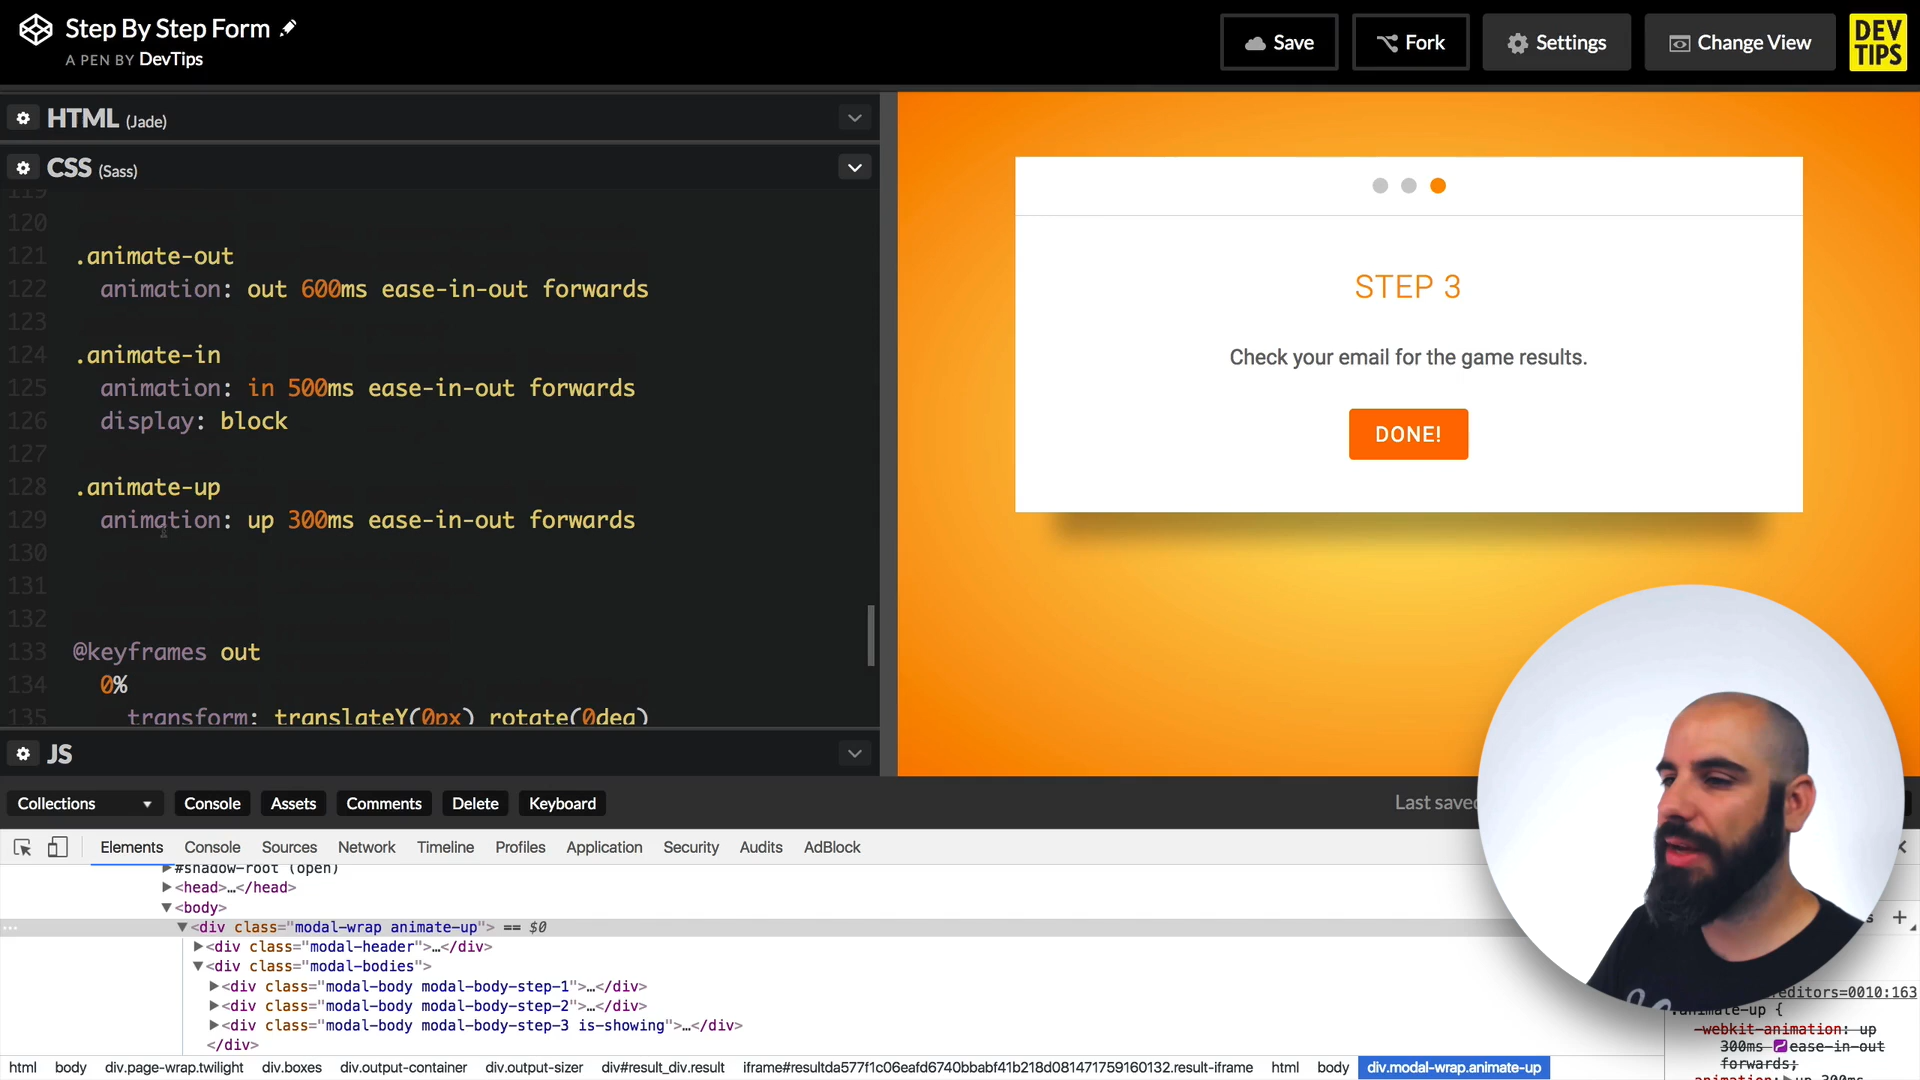 Step By Step Form
A PEN BY DevTips
Save
Fork
Settings
Change View
DEV
TIPS
HTML (Jade)
CSS (Sass)
119
120
121 .animate-out
122 animation: out 600ms ease-in-out forwards
123
124 .animate-in
125 animation: in 500ms ease-in-out forwards
126 display: block
127
128 .animate-up
129 animation: up 300ms ease-in-out forwards
130
131
132
133 @keyframes out
134 0%
135 transform: translateY(0px) rotate(0deg)
JS
STEP 3
Check your email for the game results.
DONE!
Collections
Console
Assets
Comments
Delete
Keyboard
Last saved
Elements
Console
Sources
Network
Timeline
Profiles
Application
Security
Audits
AdBlock
#shadow-root (open)
<head>…</head>
<body>
<div class="modal-wrap animate-up"> == $0
<div class="modal-header">…</div>
<div class="modal-bodies">
<div class="modal-body modal-body-step-1">…</div>
<div class="modal-body modal-body-step-2">…</div>
<div class="modal-body modal-body-step-3 is-showing">…</div>
</div>
editors=0010:163
animate-up {
-webkit-animation: up
300ms ease-in-out
forwards;
animation: up 300ms
html
body
div.page-wrap.twilight
div.boxes
div.output-container
div.output-sizer
div#result_div.result
iframe#resultda577f1c06eafd6740bbabf41b218d081471759160132.result-iframe
html
body
div.modal-wrap.animate-up